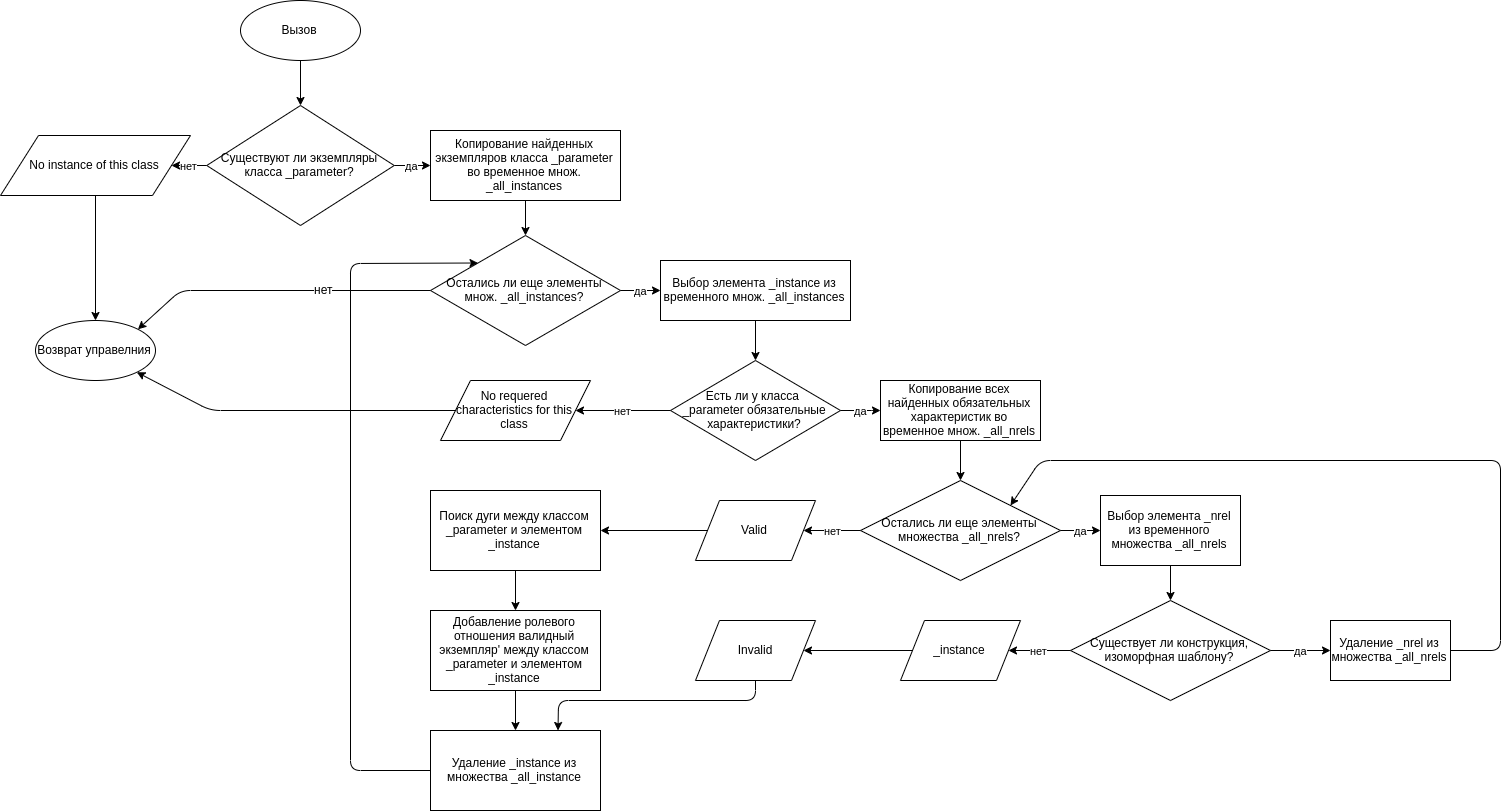 Вызов
No instance of this class
нет
Существуют ли экземпляры
класса _parameter?
да
Копирование найденных
экземпляров класса _parameter
во временное множ.
_all_instances
нет
Остались ли еще элементы
множ. _all_instances?
да
Выбор элемента _instance из
временного множ. _all_instances
Возврат управелния
No requered
characteristics for this
class
нет
Есть ли у класса
_parameter обязательные
характеристики?
да
Копирование всех
найденных обязательных
характеристик во
временное множ. _all_nrels
Поиск дуги между классом
_parameter и элементом
_instance
Valid
нет
Остались ли еще элементы
множества _all_nrels?
да
Выбор элемента _nrel
из временного
множества _all_nrels
Добавление ролевого
отношения валидный
экземпляр' между классом
_parameter и элементом
_instance
Invalid
_instance
нет
Существует ли конструкция,
изоморфная шаблону?
да
Удаление _nrel из
множества _all_nrels
Удаление _instance из
множества _all_instance